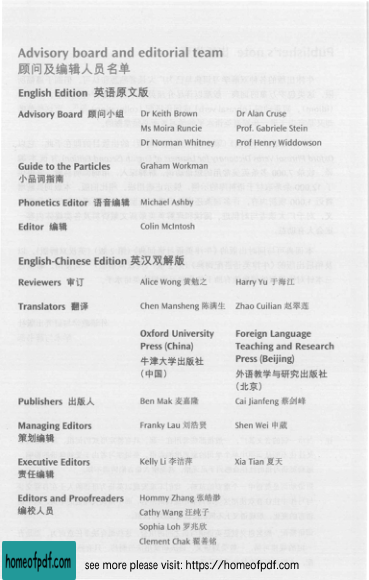 Advisory board and editorial team
顾问及编辑人员名单
English Edition 英语原文版
Advisory Board 顾问小组 Dr Keith Brown Dr Alan Cruse
Ms Moira Runcie Prof. Gabriele Stein
Dr Norman Whitney Prof Henry Widdowson
Guide to the Particles Graham Workman
小品词指南
Phonetics Editor 语音编辑 Michael Ashby
Editor 编辑 Colin McIntosh
English-Chinese Edition 英汉双解版
Reviewers 审订 Alice Wong 黄勉之 Harry Yu 于海江
Translators 翻译 Chen Mansheng 陈满生 Zhao Cuilian 赵翠莲
Oxford University Foreign Language
Press (China) Teaching and Research
牛津大学出版社 Press (Beijing)
（中国） 外语教学与研究出版社
（北京）
Publishers 出版人 Ben Mak 麦嘉隆 Cai Jianfeng 蔡剑峰
Managing Editors Franky Lau 刘浩贤 Shen Wei 申葳
策划编辑
Executive Editors Kelly Li 李洁萍 Xia Tian 夏天
责任编辑
Editors and Proofreaders Hommy Zhang 张皓渺
编校人员 Cathy Wang 汪纯子
Sophia Loh 罗兆欣
Clement Chak 翟善铭
homeofpdf.com see more please visit: https://homeofpdf.com